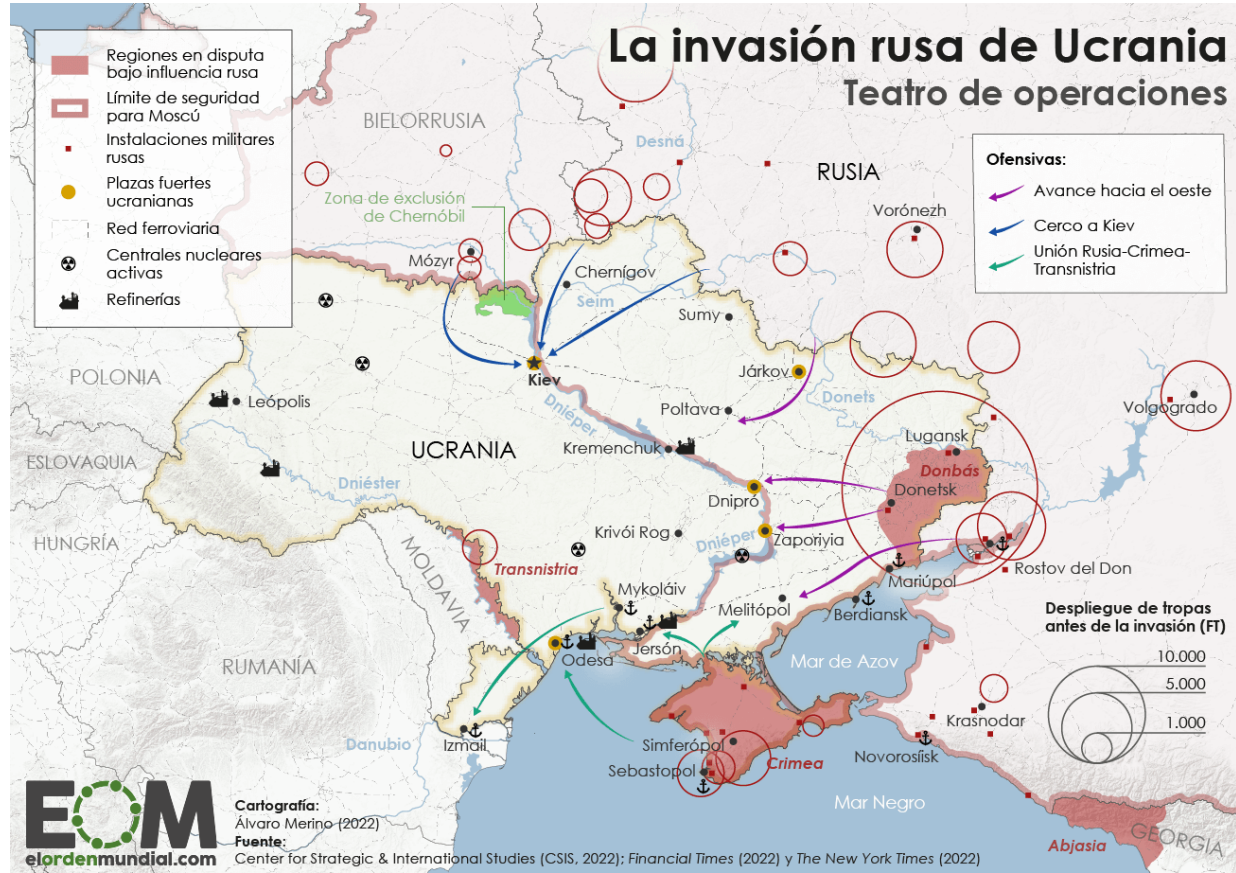 La invasión rusa de Ucrania
Teatro de operaciones
Regiones en disputa
bajo influencia rusa
Límite de seguridad
para Moscú
Instalaciones militares
rusas
Plazas fuertes
ucranianas
Red ferroviaria
Centrales nucleares
activas
Refinerías
Ofensivas:
Avance hacia el oeste
Cerco a Kiev
Unión Rusia-Crimea-
Transnistria
BIELORRUSIA
Desná
RUSIA
Zona de exclusión
de Chernóbil
Vorónezh
Mózyr
Chernígov
Seim
Sumy
Kiev
Járkov
POLONIA
Leópolis
Dniéper
Poltava
Donets
Volgogrado
UCRANIA
Kremenchuk
Lugansk
Donbás
ESLOVAQUIA
Dniéster
Dnipró
Donetsk
HUNGRÍA
Krivói Rog
Dniéper
Zaporiyia
MOLDAVIA
Transnistria
Mariúpol
Rostov del Don
Mykoláiv
Melitópol
Berdiansk
Jersón
Odesa
RUMANÍA
Mar de Azov
Despliegue de tropas
antes de la invasión (FT)
10.000
5.000
1.000
Krasnodar
Danubio
Izmail
Simferópol
Sebastopol
Crimea
Novorosíisk
Mar Negro
GEORGIA
Abjasia
EOM
elordenmundial.com
Cartografía:
Álvaro Merino (2022)
Fuente:
Center for Strategic & International Studies (CSIS, 2022); Financial Times (2022) y The New York Times (2022)